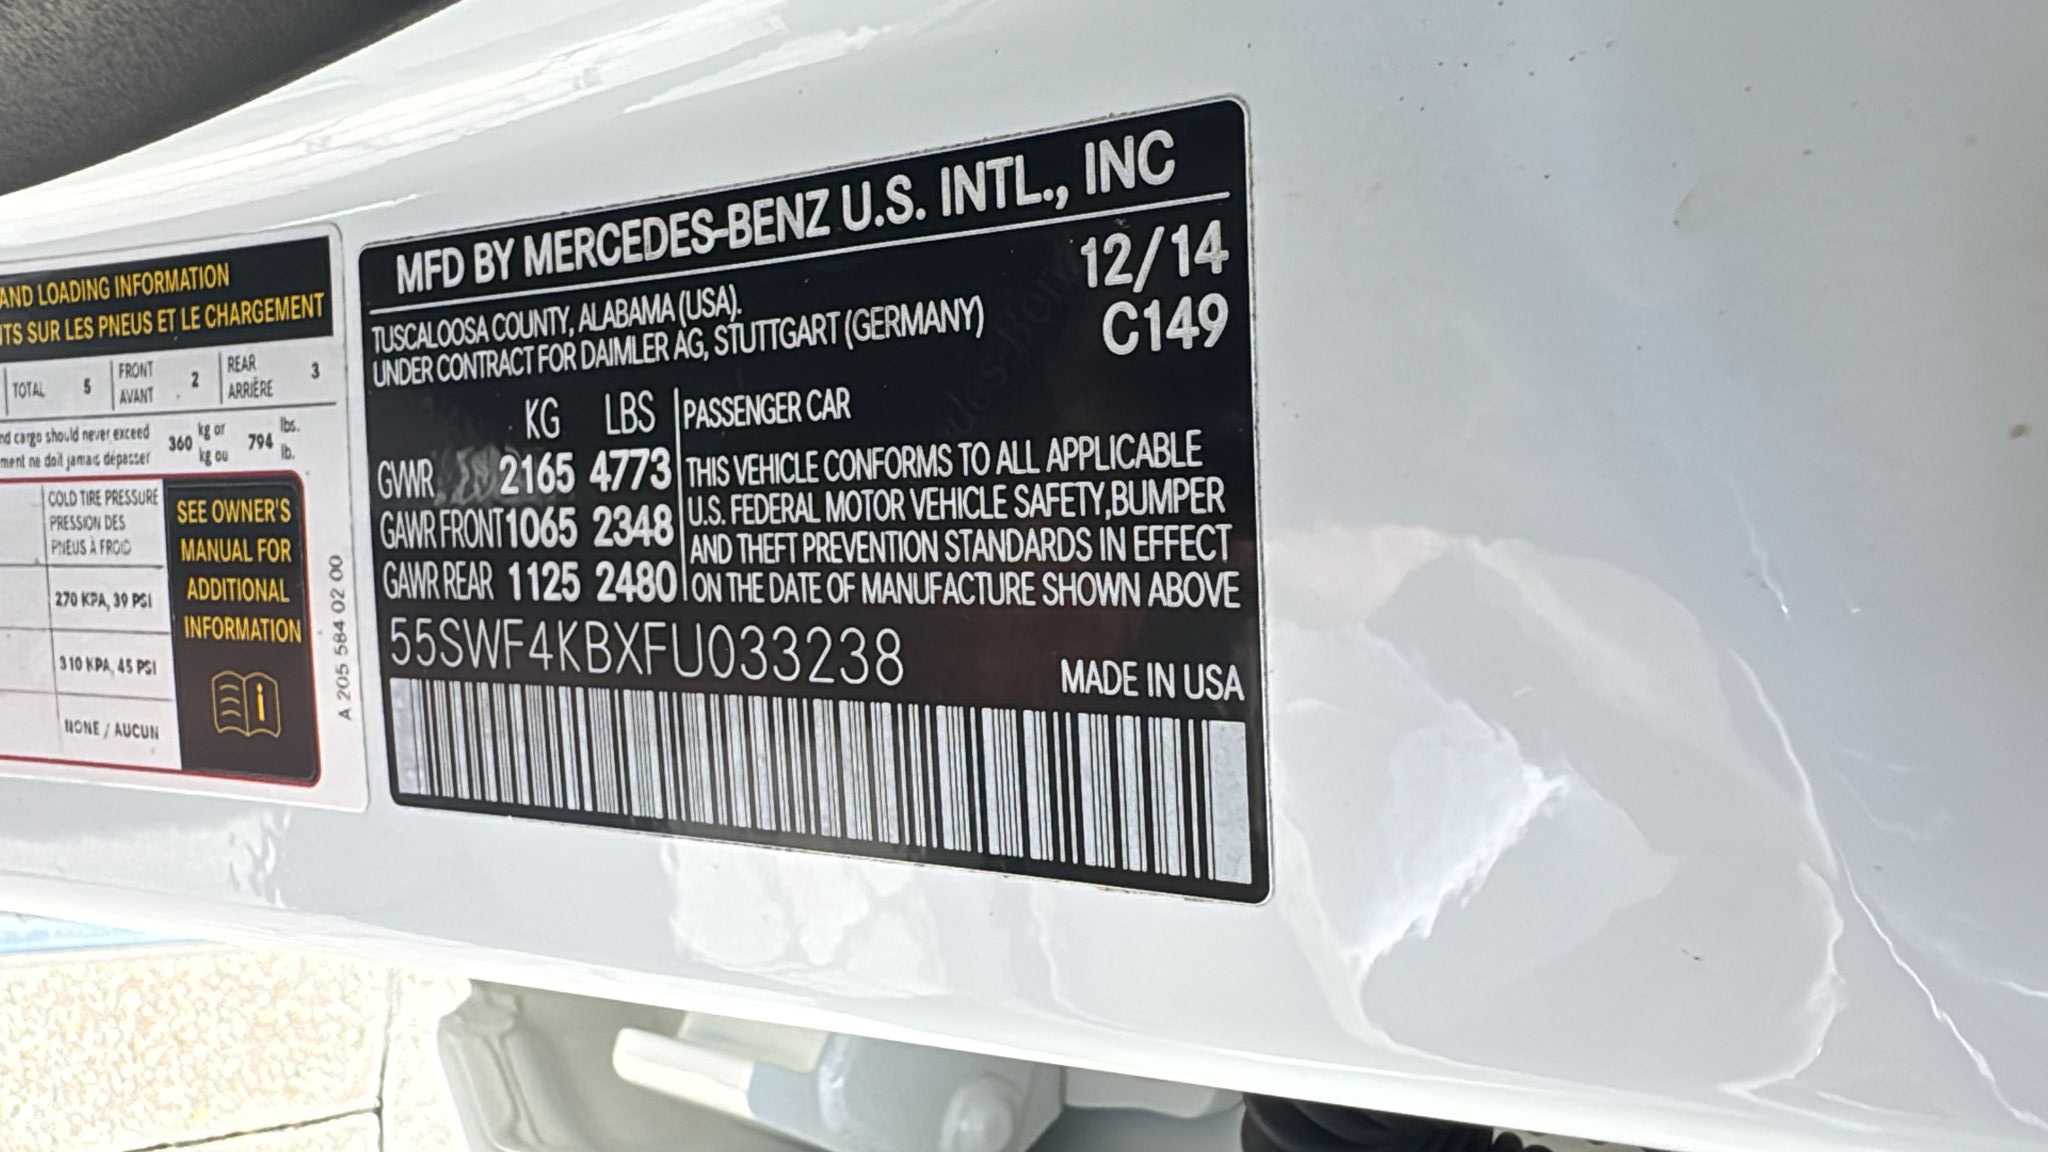 AND LOADING INFORMATION
TS SUR LES PNEUS ET LE CHARGEMENT
TOTAL 5 FRONT AVANT 2 REAR ARRIÈRE 3
nd cargo should never exceed 360 kg or 794 lbs.
ment ne doit jamais dépasser kg ou lb.
COLD TIRE PRESSURE
PRESSION DES
PNEUS À FROID
270 KPA, 39 PSI
310 KPA, 45 PSI
NONE / AUCUN
SEE OWNER'S
MANUAL FOR
ADDITIONAL
INFORMATION
A 205 584 02 00
MFD BY MERCEDES-BENZ U.S. INTL., INC
12/14
C149
TUSCALOOSA COUNTY, ALABAMA (USA).
UNDER CONTRACT FOR DAIMLER AG, STUTTGART (GERMANY)
KG LBS
GVWR 2165 4773
GAWR FRONT 1065 2348
GAWR REAR 1125 2480
PASSENGER CAR
THIS VEHICLE CONFORMS TO ALL APPLICABLE
U.S. FEDERAL MOTOR VEHICLE SAFETY,BUMPER
AND THEFT PREVENTION STANDARDS IN EFFECT
ON THE DATE OF MANUFACTURE SHOWN ABOVE
55SWF4KBXFU033238
MADE IN USA